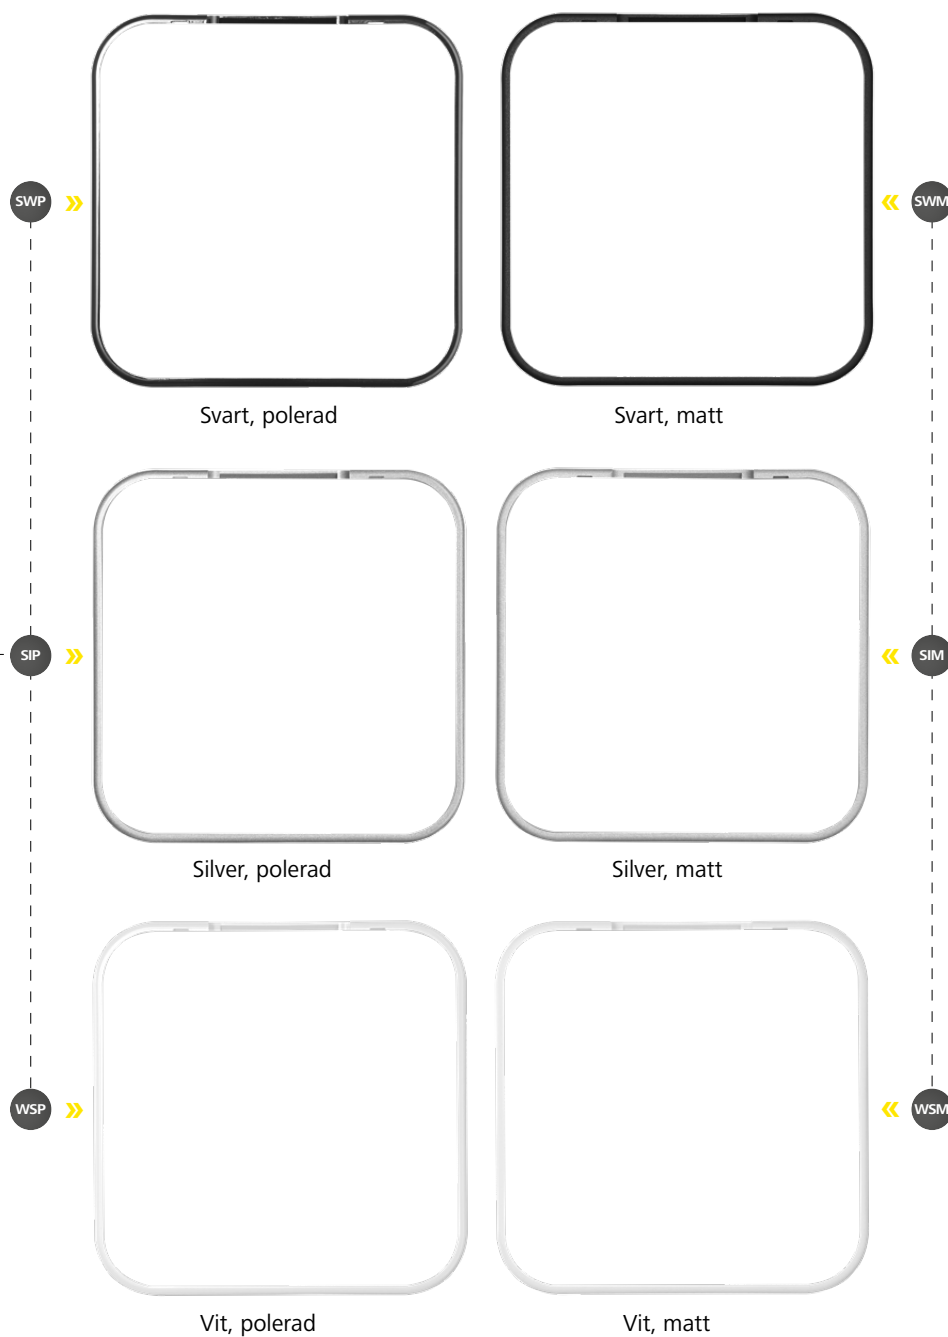 SWP
SWM
Svart, polerad
Svart, matt
SIP
SIM
Silver, polerad
Silver, matt
WSP
WSM
Vit, polerad
Vit, matt